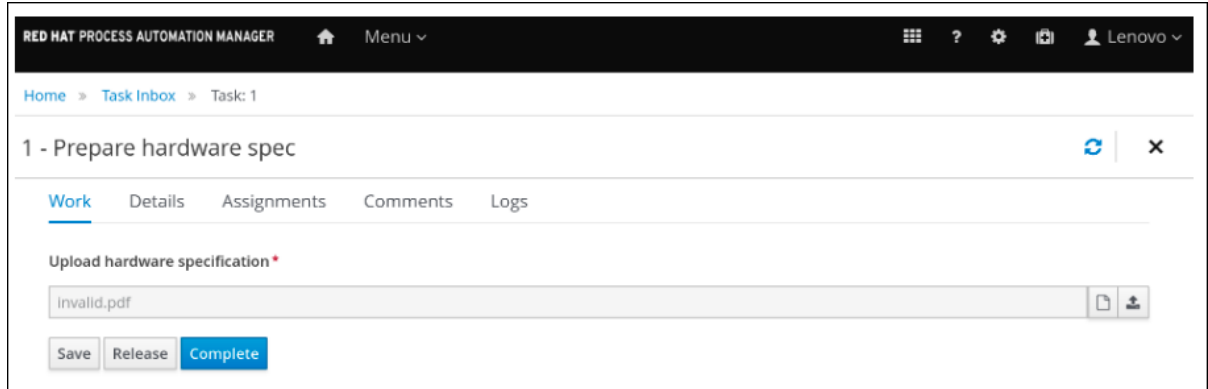 RED HAT PROCESS AUTOMATION MANAGER Menu ? Lenovo
Home » Task Inbox » Task: 1
1 - Prepare hardware spec
Work Details Assignments Comments Logs
Upload hardware specification*
invalid.pdf
Save Release Complete